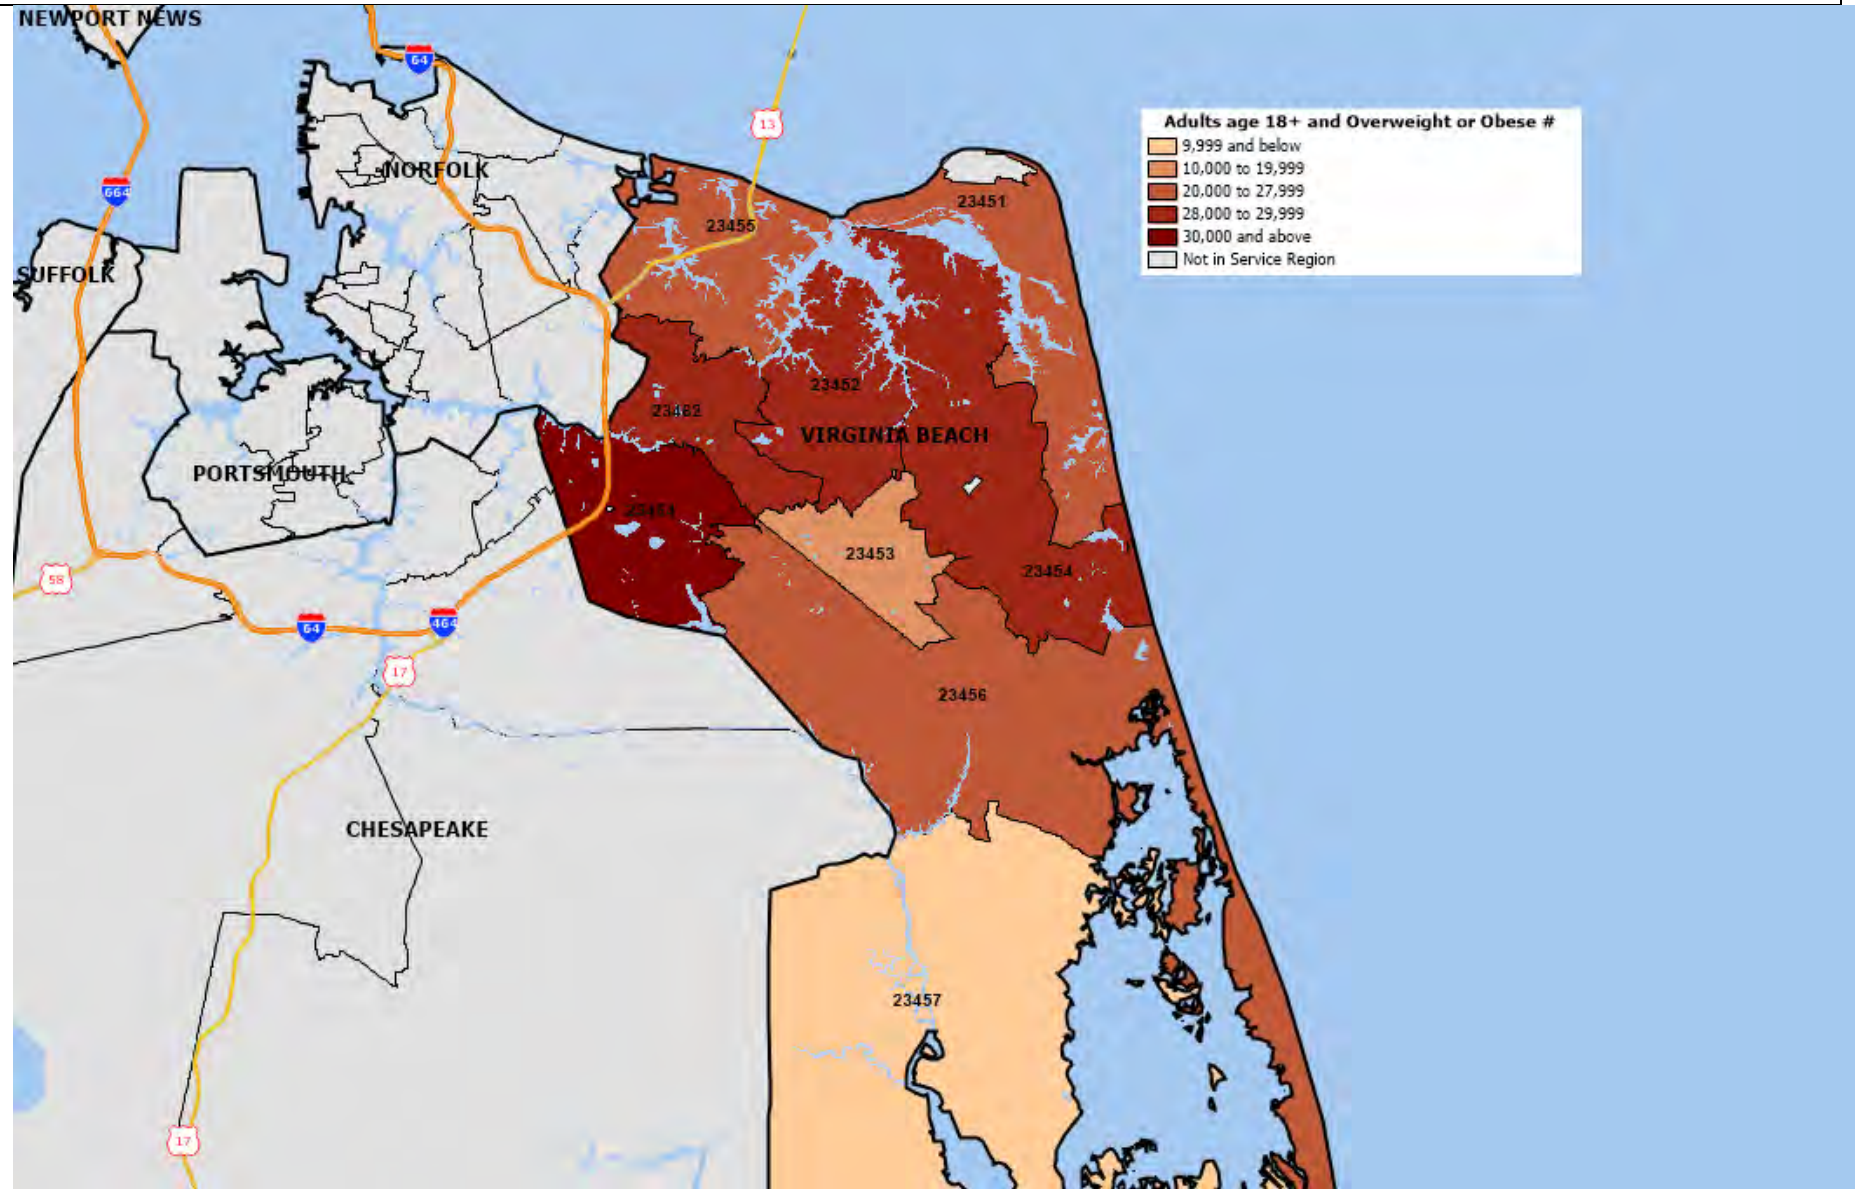 NEWPORT NEWS
64
13
Adults age 18+ and Overweight or Obese #
9,999 and below
10,000 to 19,999
20,000 to 27,999
28,000 to 29,999
30,000 and above
Not in Service Region
NORFOLK
664
23451
23455
SUFFOLK
23452
23462
VIRGINIA BEACH
PORTSMOUTH
23453
23454
58
64
464
17
23456
CHESAPEAKE
23457
17